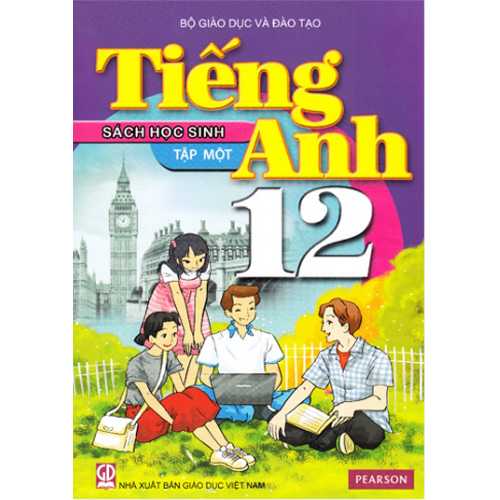 BỘ GIÁO DỤC VÀ ĐÀO TẠO
Tiếng
SÁCH HỌC SINH
Anh
TẬP MỘT
12
GD
NHÀ XUẤT BẢN GIÁO DỤC VIỆT NAM
PEARSON